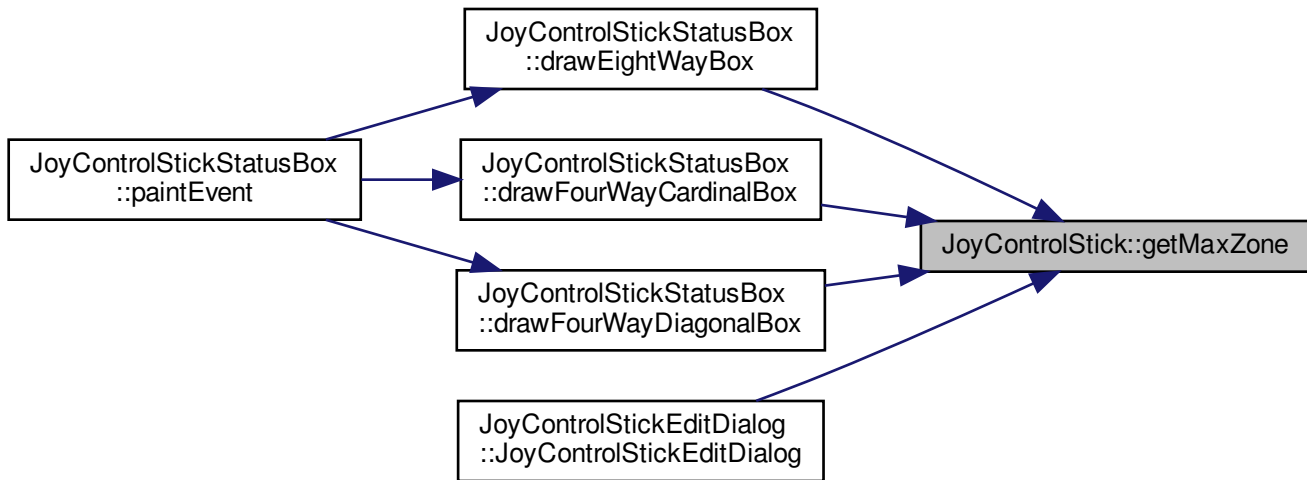 JoyControlStickStatusBox
::drawEightWayBox
JoyControlStickStatusBox
::paintEvent
JoyControlStickStatusBox
::drawFourWayCardinalBox
JoyControlStick::getMaxZone
JoyControlStickStatusBox
::drawFourWayDiagonalBox
JoyControlStickEditDialog
::JoyControlStickEditDialog